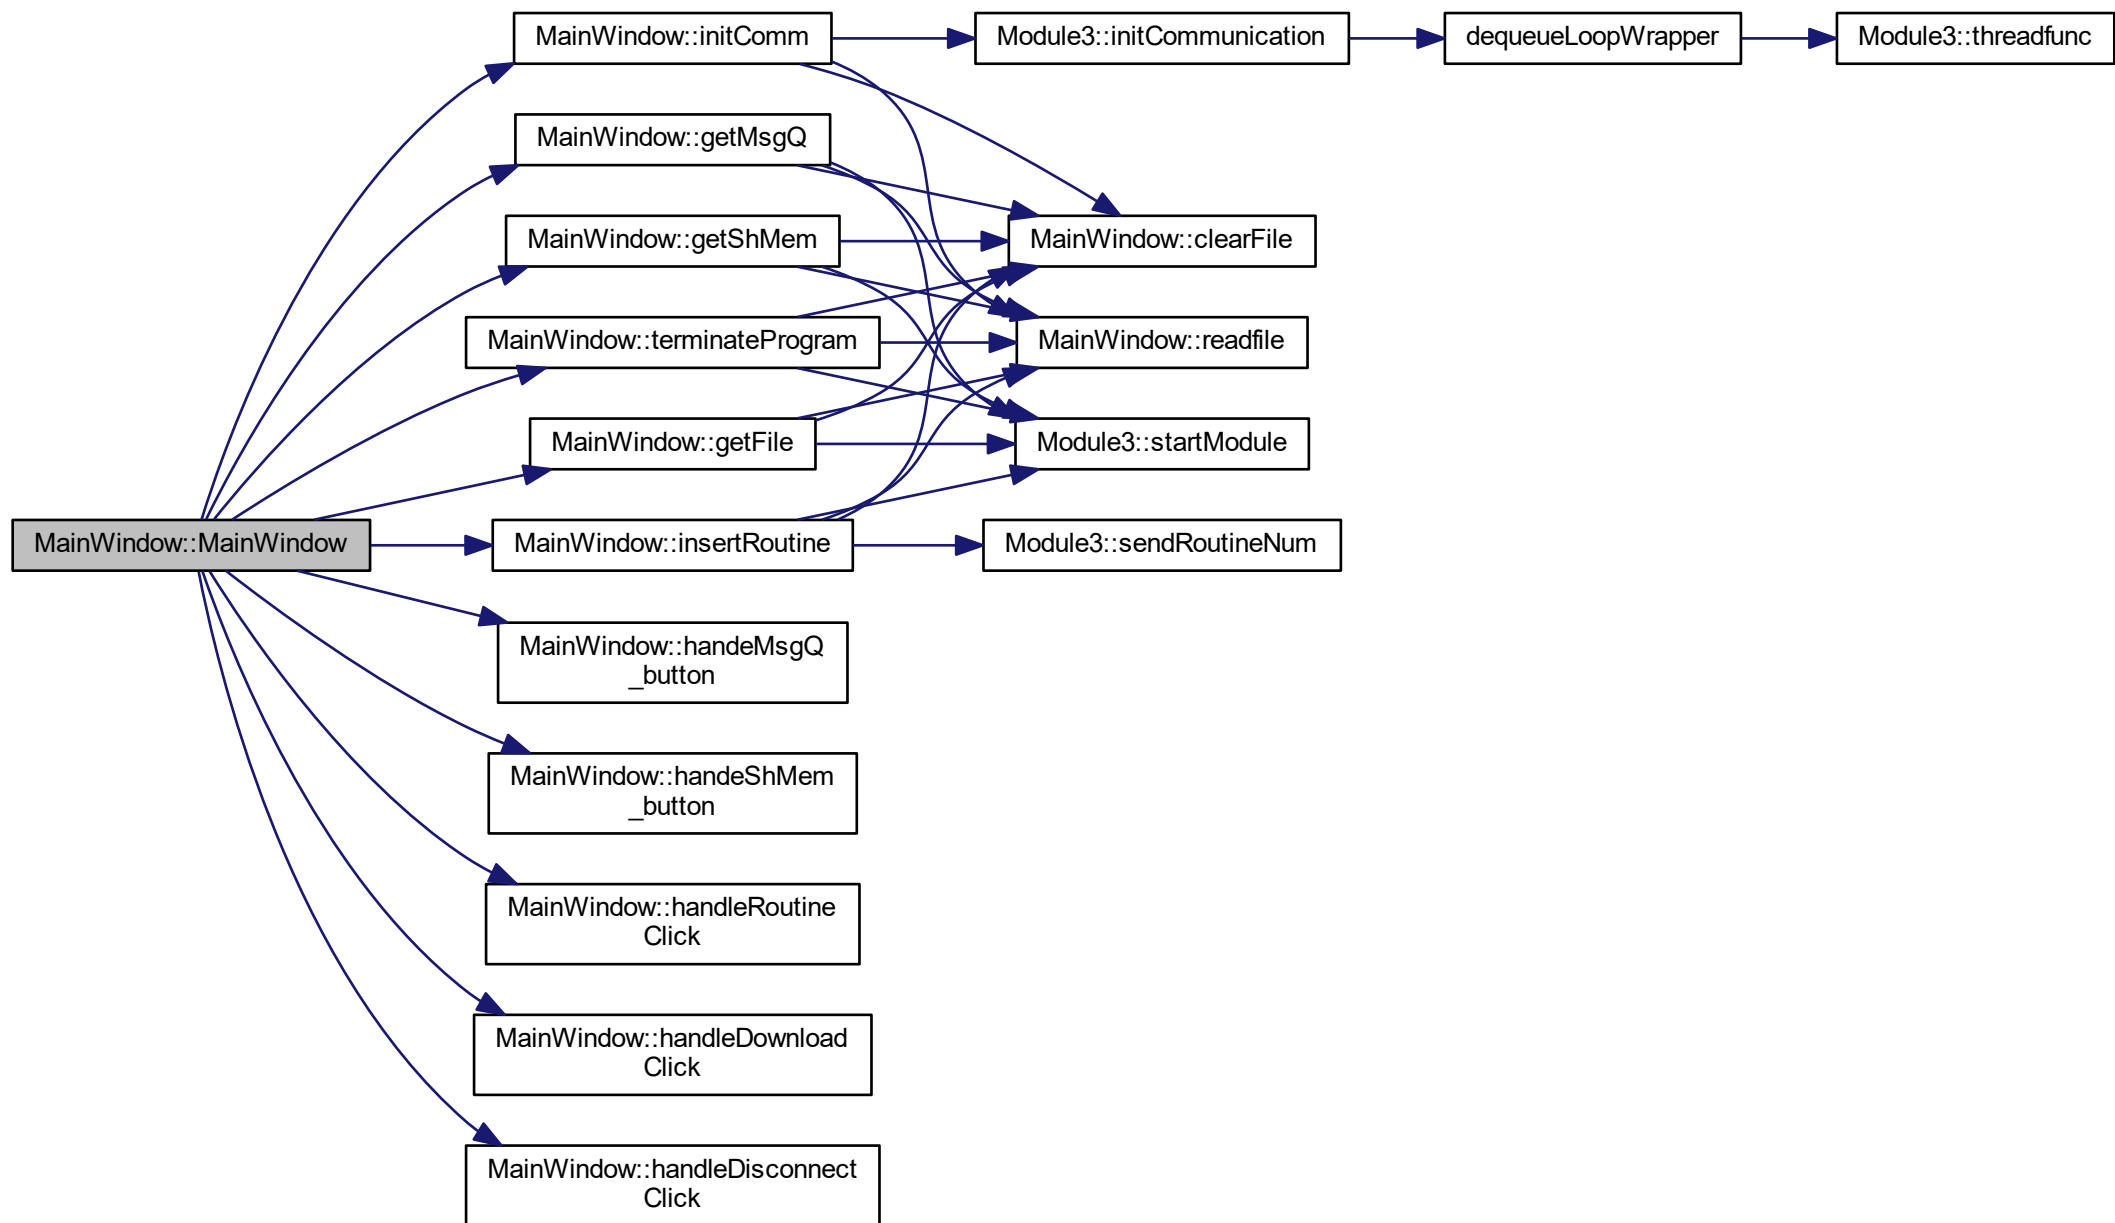 MainWindow::initComm
Module3::initCommunication
dequeueLoopWrapper
Module3::threadfunc
MainWindow::getMsgQ
MainWindow::getShMem
MainWindow::clearFile
MainWindow::terminateProgram
MainWindow::readfile
MainWindow::getFile
Module3::startModule
MainWindow::MainWindow
MainWindow::insertRoutine
Module3::sendRoutineNum
MainWindow::handeMsgQ
_button
MainWindow::handeShMem
_button
MainWindow::handleRoutine
Click
MainWindow::handleDownload
Click
MainWindow::handleDisconnect
Click